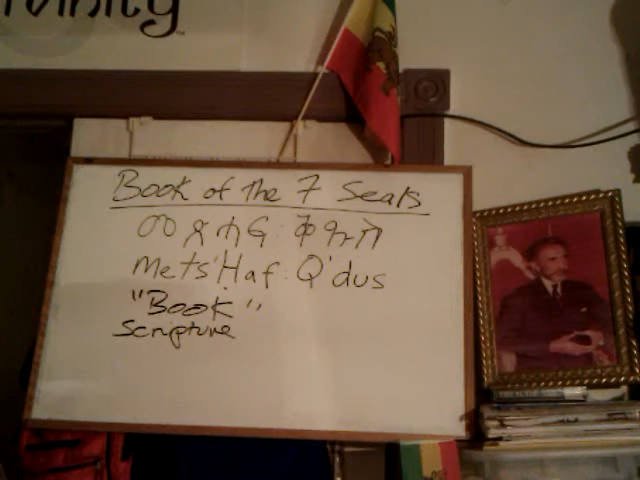 Book of the 7 Seals
መጽሐፍ፡ ቅዱስ
Mets'Haf: Q'dus
"Book"
Scripture